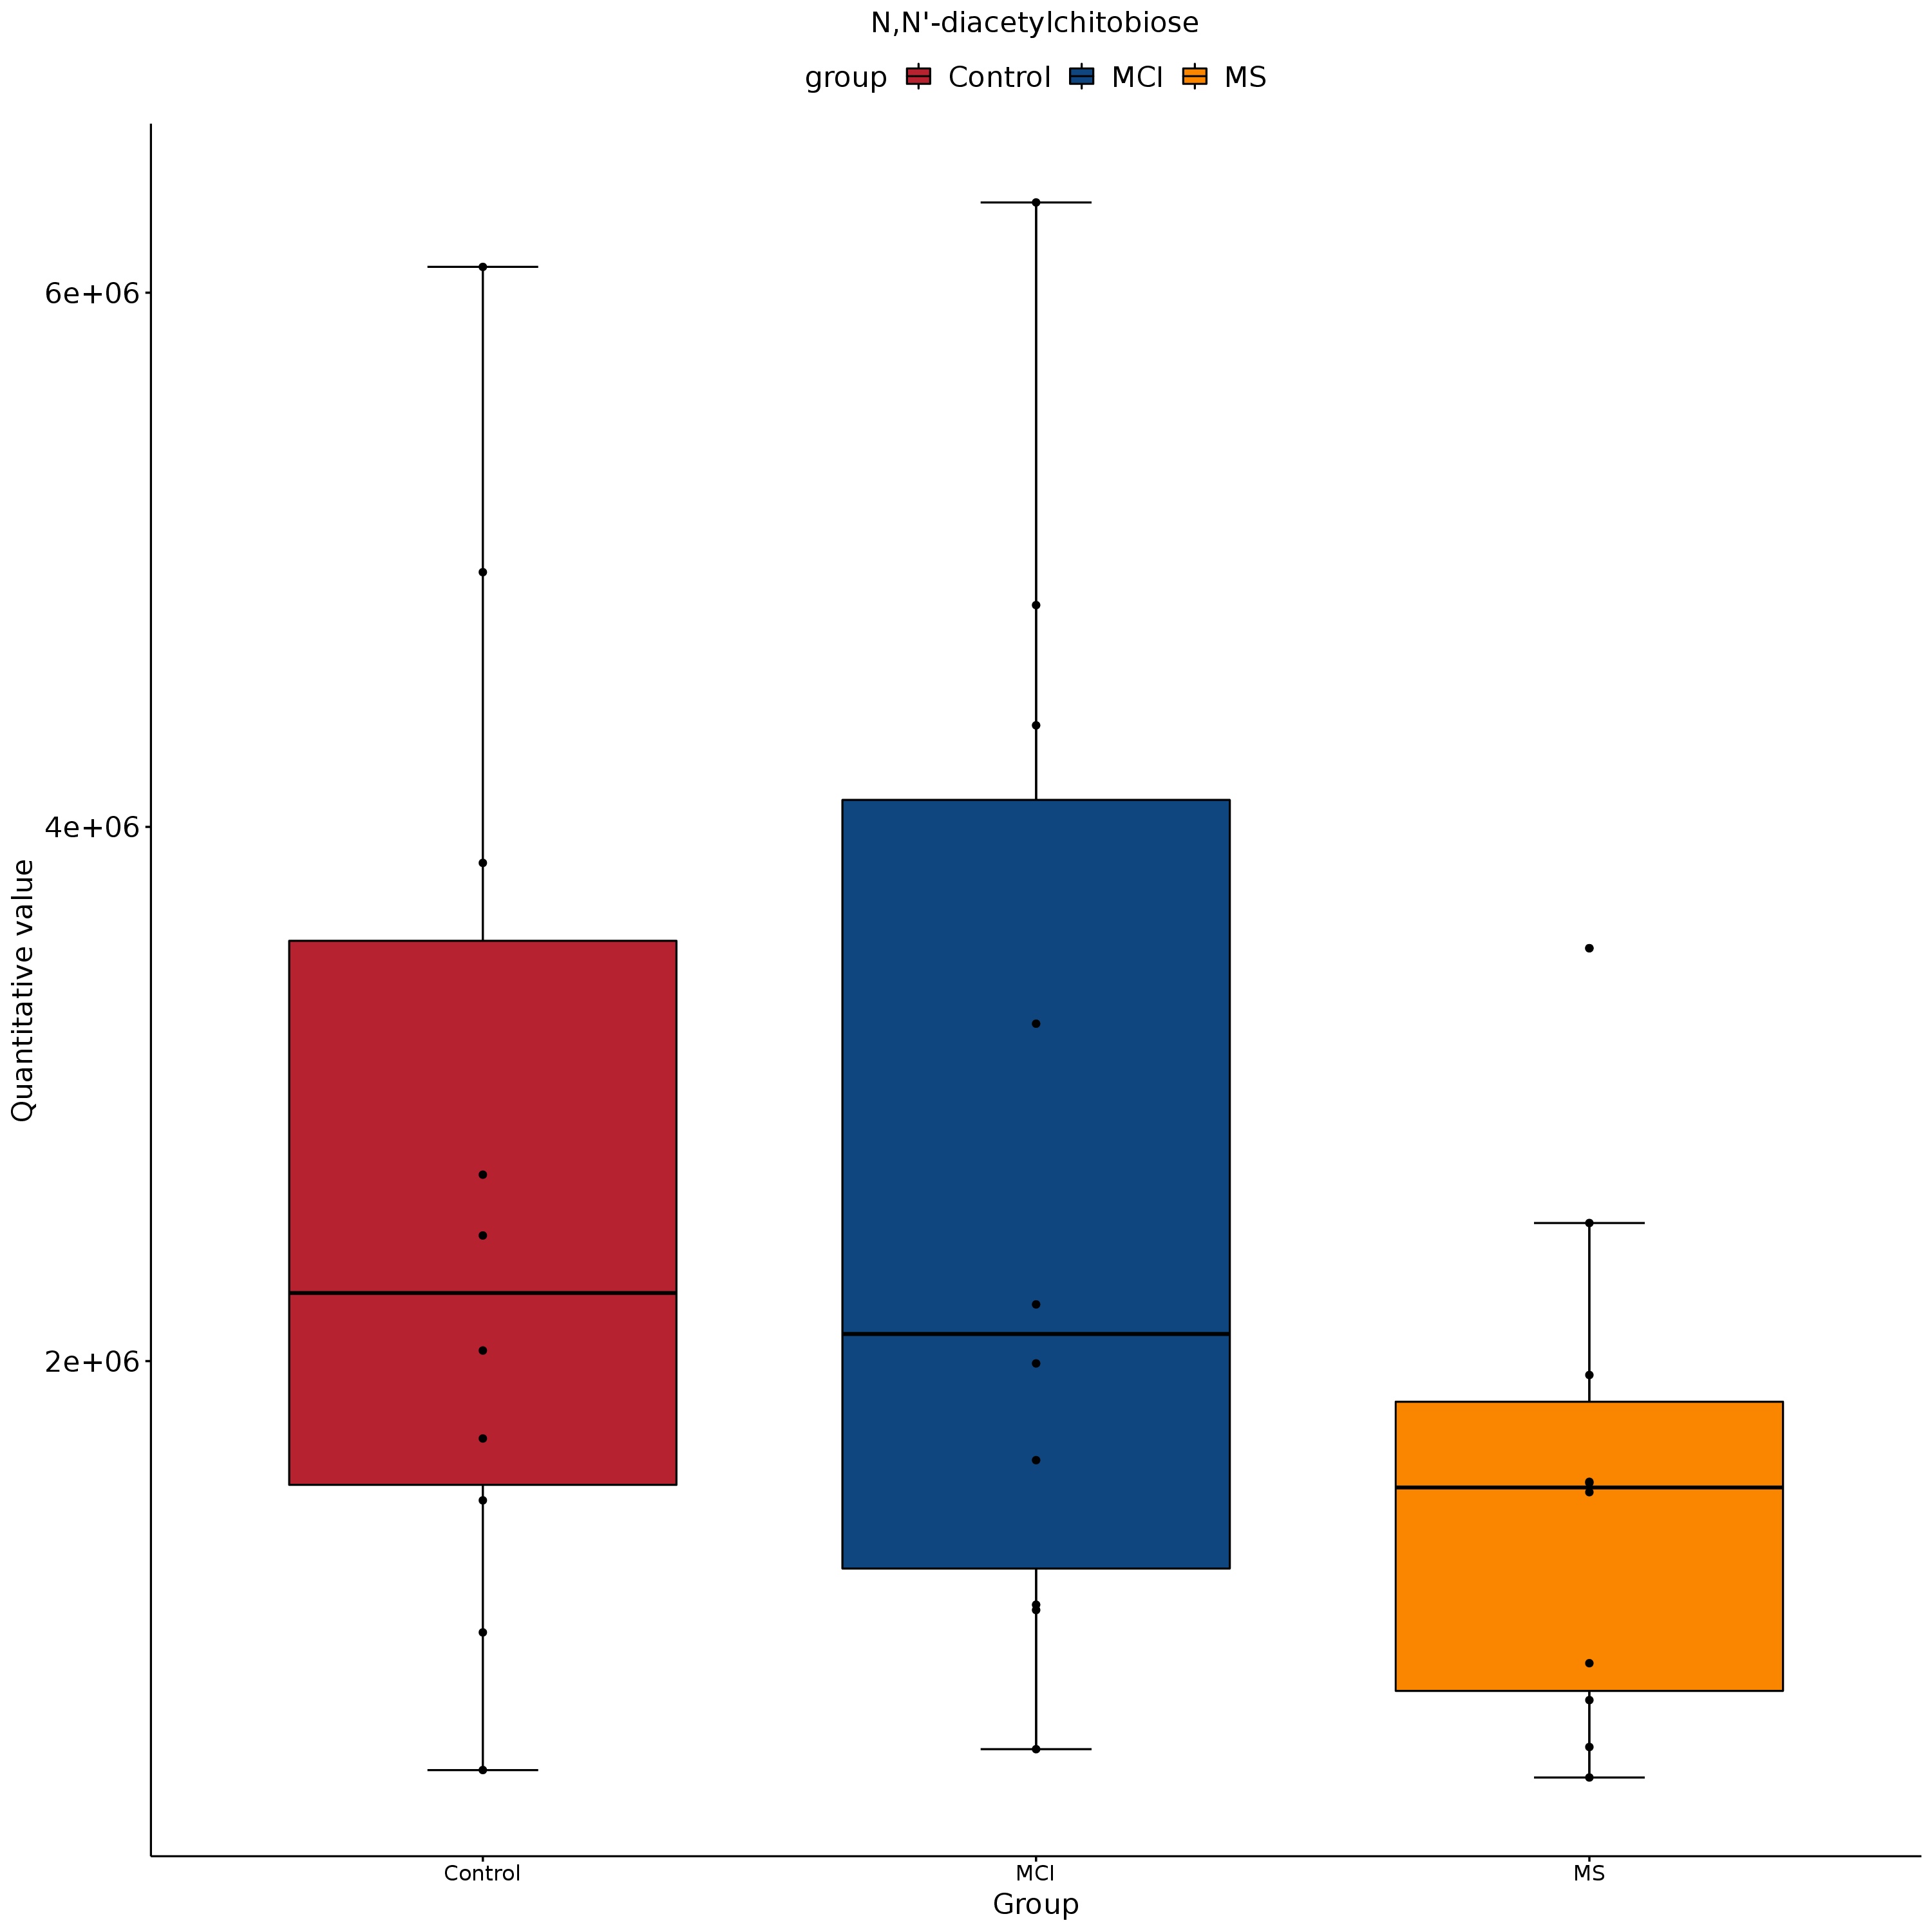 N,N'-diacetylchitobiose
group Control MCI MS
6e+06
4e+06
2e+06
Quantitative value
Control MCI MS
Group